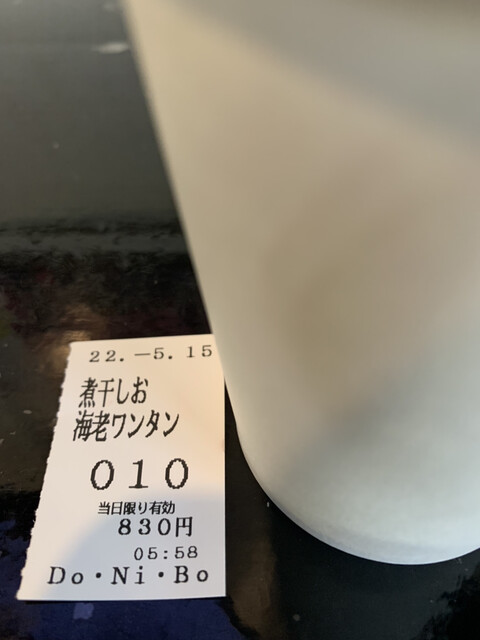 22.－5.15
煮干しお
海老ワンタン
010
当日限り有効
830円
05:58
Do・Ni・Bo